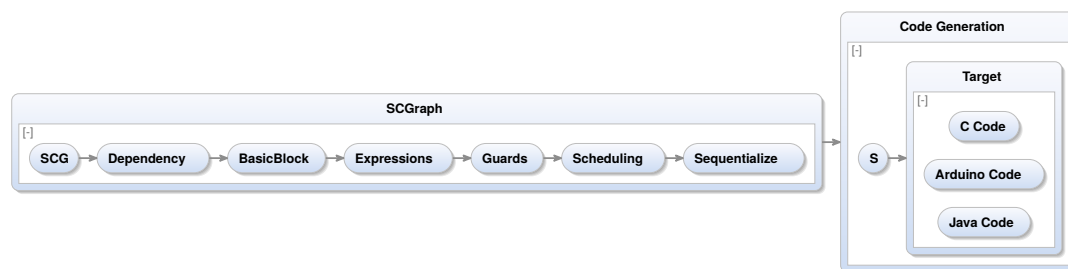 SCGraph
[-]
SCG
Dependency
BasicBlock
Expressions
Guards
Scheduling
Sequentialize
Code Generation
[-]
S
Target
[-]
C Code
Arduino Code
Java Code